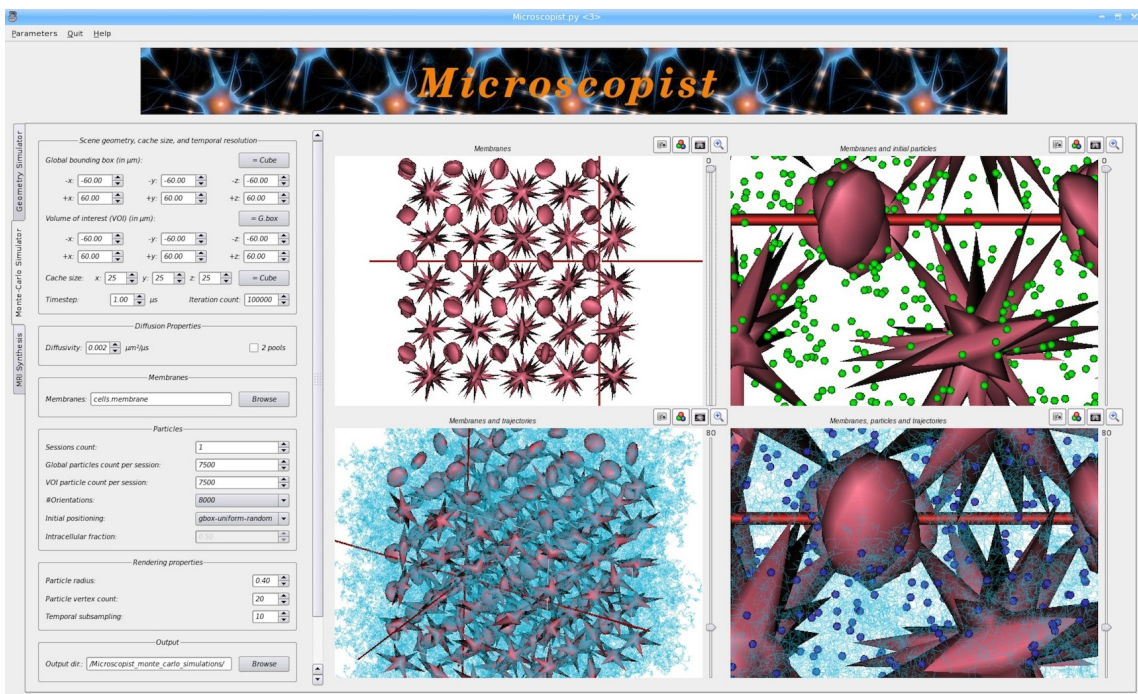 Microscopist.py <3>
Parameters Quit Help
Microscopist
Geometry Simulator
Monte-Carlo Simulator
MRI Synthesis
Scene geometry, cache size, and temporal resolution
Global bounding box (in µm): = Cube
-x: -60.00 -y: -60.00 -z: -60.00
+x: 60.00 +y: 60.00 +z: 60.00
Volume of interest (VOI) (in µm): = G.box
-x: -60.00 -y: -60.00 -z: -60.00
+x: 60.00 +y: 60.00 +z: 60.00
Cache size: x: 25 y: 25 z: 25 = Cube
Timestep: 1.00 µs Iteration count: 100000
Diffusion Properties
Diffusivity: 0.002 µm²/µs 2 pools
Membranes
Membranes: cells.membrane Browse
Particles
Sessions count: 1
Global particles count per session: 7500
VOI particle count per session: 7500
#Orientations: 8000
Initial positioning: gbox-uniform-random
Intracellular fraction: 0.50
Rendering properties
Particle radius: 0.40
Particle vertex count: 20
Temporal subsampling: 10
Output
Output dir.: /Microscopist_monte_carlo_simulations/ Browse
Membranes
0
Membranes and initial particles
0
Membranes and trajectories
80
Membranes, particles and trajectories
80